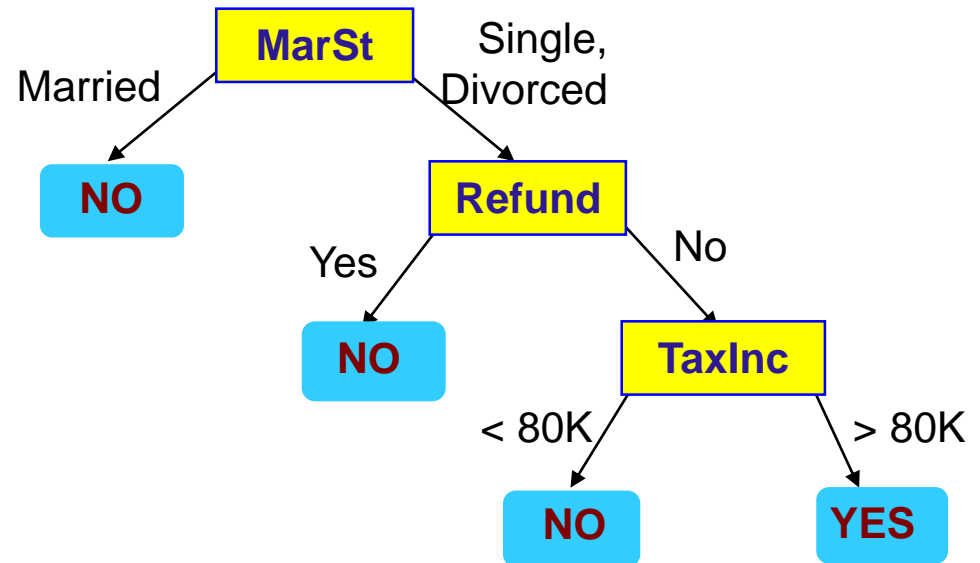 MarSt
Single,
Divorced
Married
NO
Refund
Yes
No
NO
TaxInc
< 80K
> 80K
NO
YES